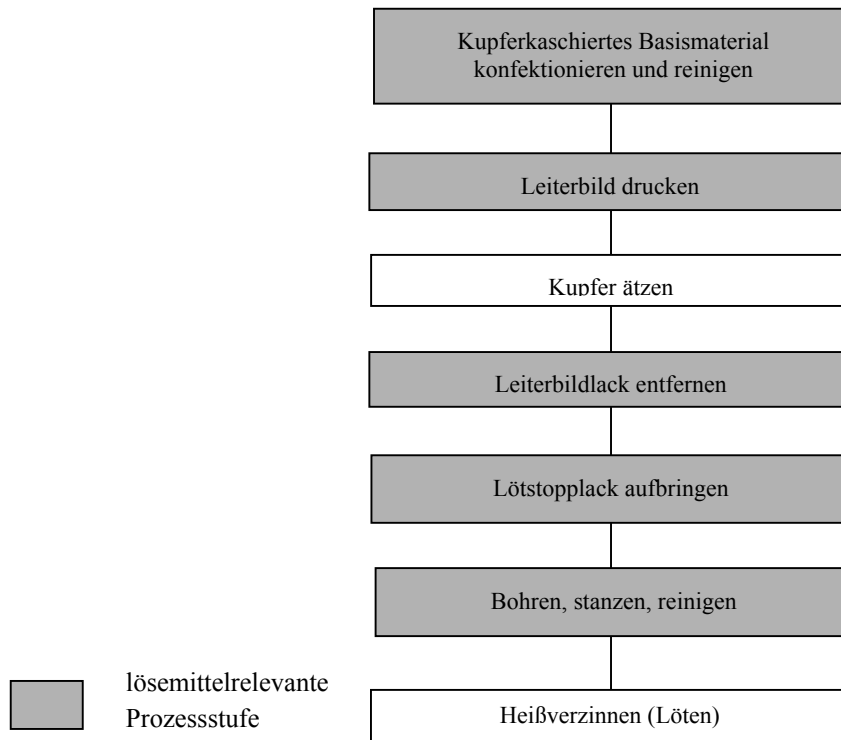 Kupferkaschiertes Basismaterial
konfektionieren und reinigen
Leiterbild drucken
Kupfer ätzen
Leiterbildlack entfernen
Lötstopplack aufbringen
Bohren, stanzen, reinigen
Heißverzinnen (Löten)
lösemittelrelevante
Prozessstufe